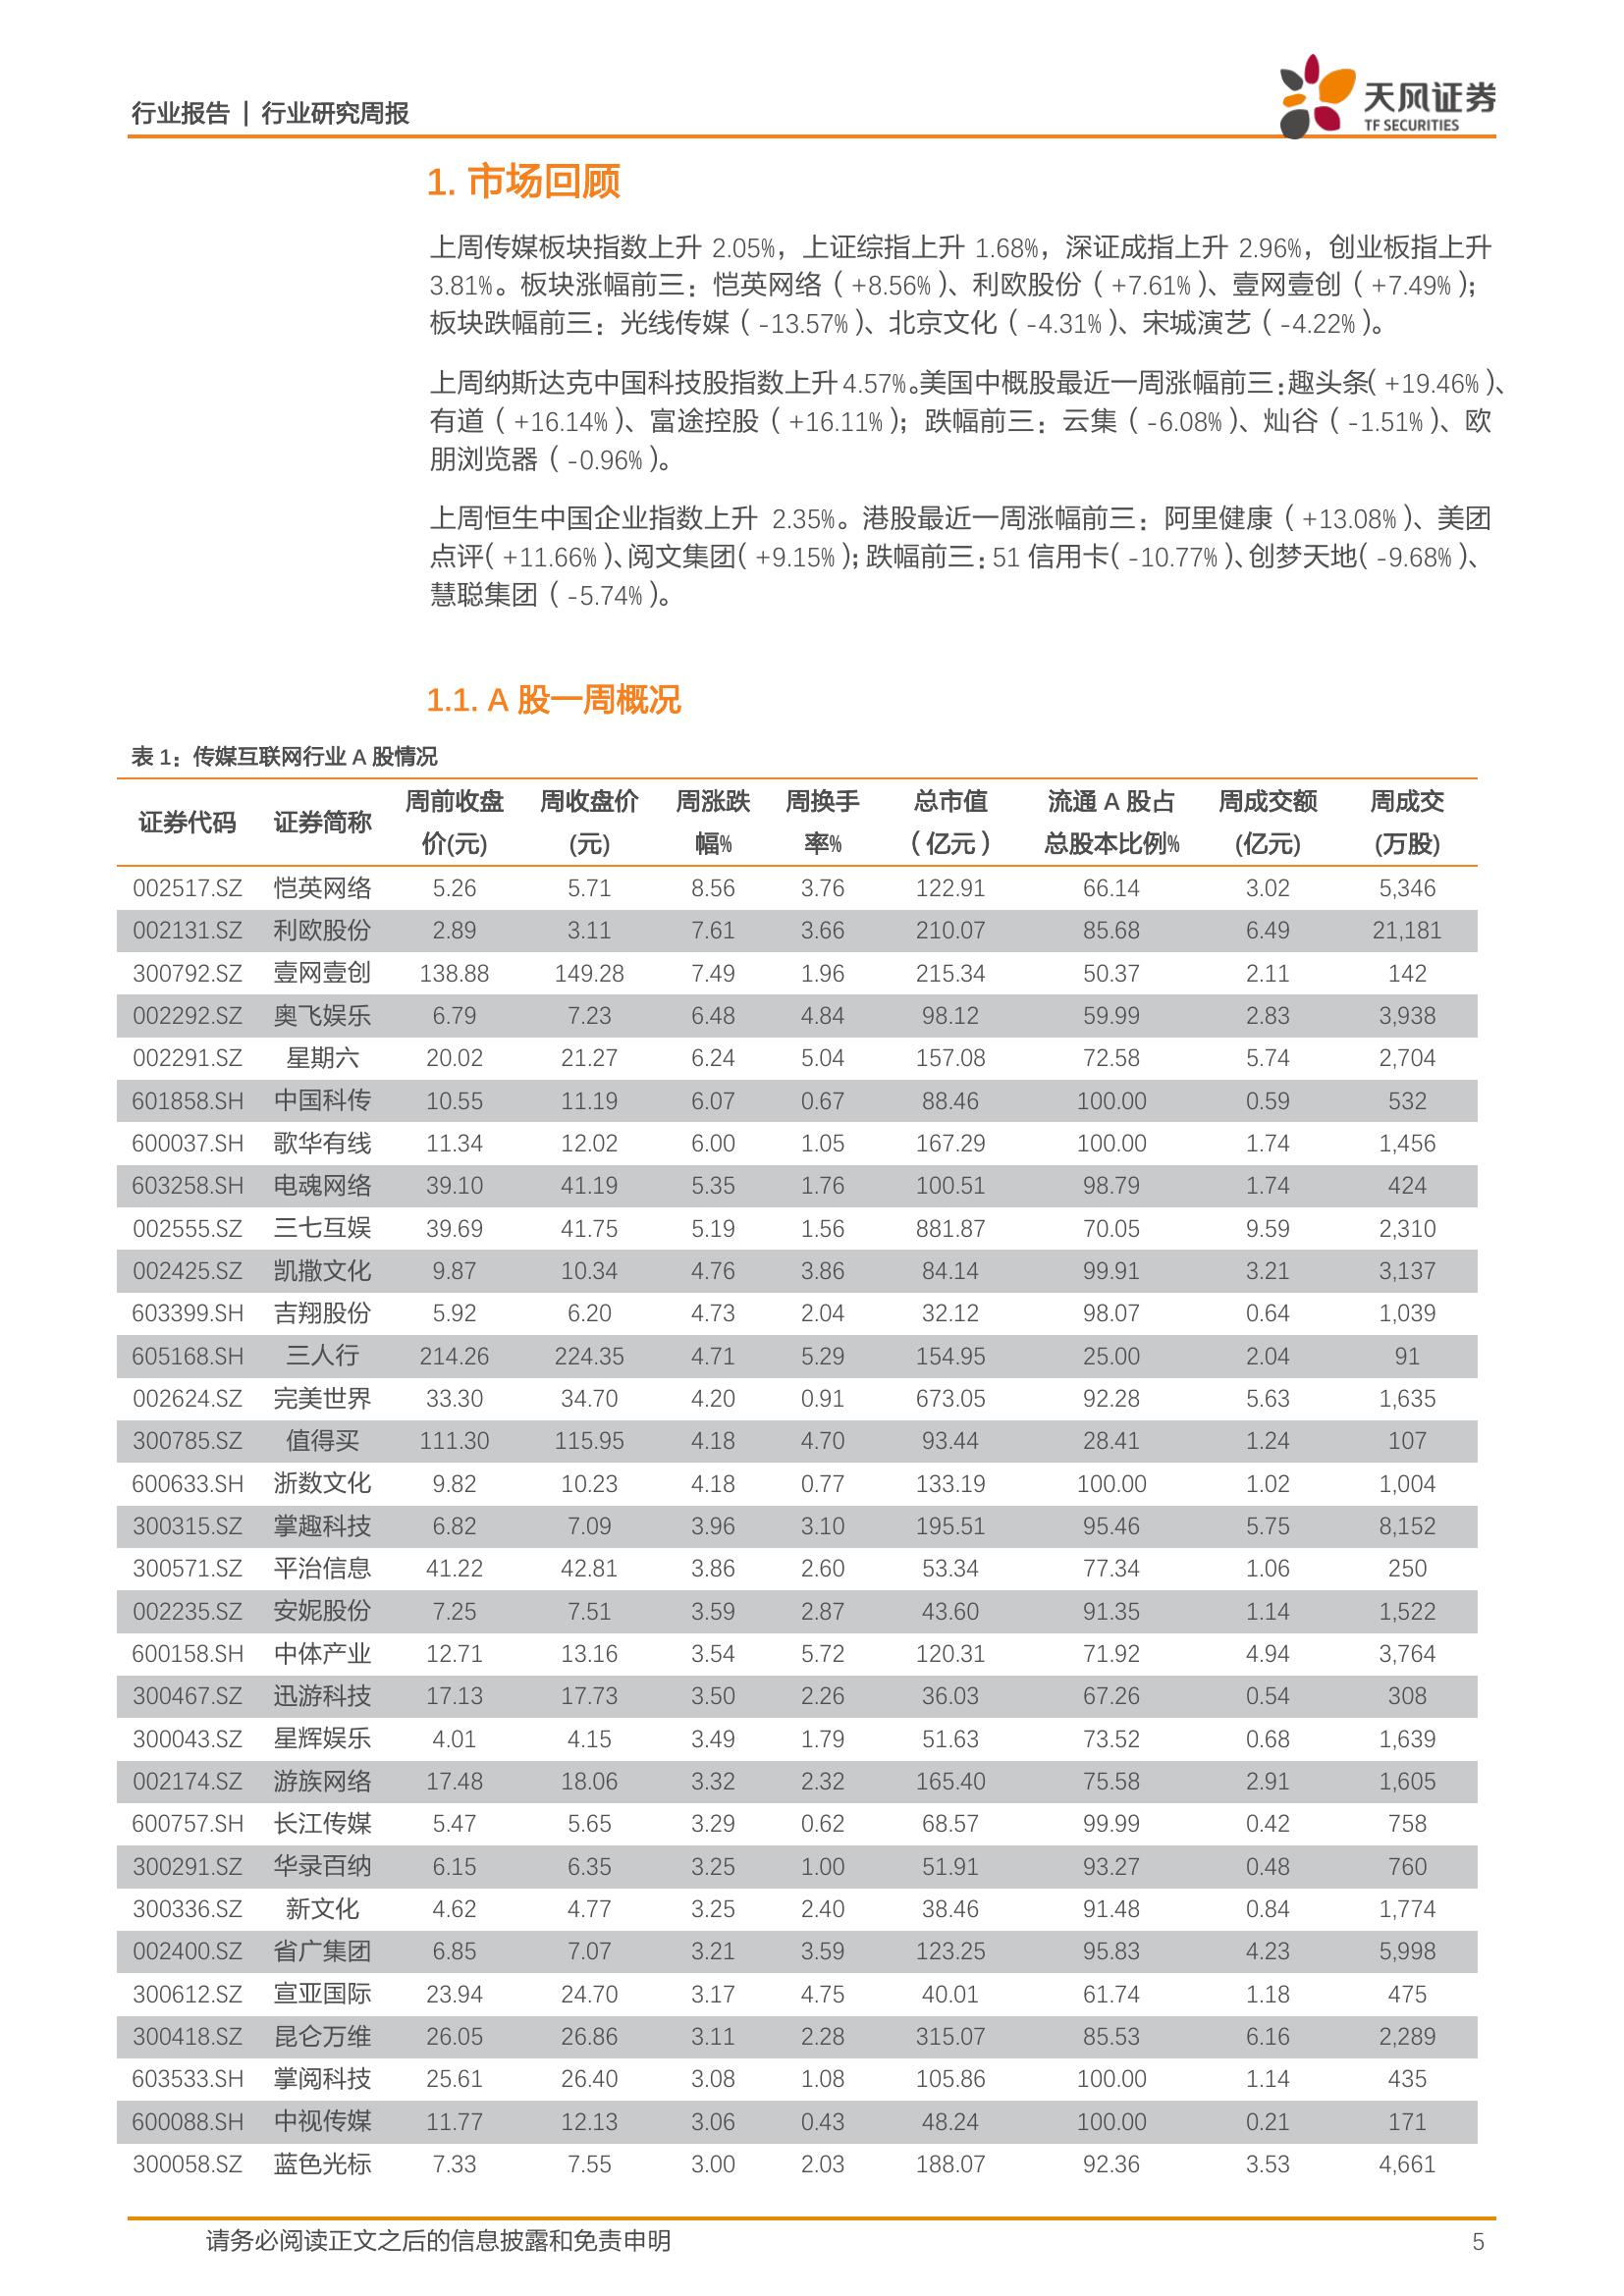 行业报告 | 行业研究周报
天风证券
TF SECURITIES
1. 市场回顾
上周传媒板块指数上升 2.05%，上证综指上升 1.68%，深证成指上升 2.96%，创业板指上升
3.81%。板块涨幅前三：恺英网络（+8.56%）、利欧股份（+7.61%）、壹网壹创（+7.49%）；
板块跌幅前三：光线传媒（-13.57%）、北京文化（-4.31%）、宋城演艺（-4.22%）。
上周纳斯达克中国科技股指数上升 4.57%。美国中概股最近一周涨幅前三：趣头条（+19.46%）、
有道（+16.14%）、富途控股（+16.11%）；跌幅前三：云集（-6.08%）、灿谷（-1.51%）、欧
朋浏览器（-0.96%）。
上周恒生中国企业指数上升 2.35%。港股最近一周涨幅前三：阿里健康（+13.08%）、美团
点评（+11.66%）、阅文集团（+9.15%）；跌幅前三：51 信用卡（-10.77%）、创梦天地（-9.68%）、
慧聪集团（-5.74%）。
1.1. A 股一周概况
表 1：传媒互联网行业 A 股情况
证券代码 证券简称 周前收盘价(元) 周收盘价(元) 周涨跌幅% 周换手率% 总市值（亿元） 流通 A 股占总股本比例% 周成交额(亿元) 周成交(万股)
002517.SZ 恺英网络 5.26 5.71 8.56 3.76 122.91 66.14 3.02 5,346
002131.SZ 利欧股份 2.89 3.11 7.61 3.66 210.07 85.68 6.49 21,181
300792.SZ 壹网壹创 138.88 149.28 7.49 1.96 215.34 50.37 2.11 142
002292.SZ 奥飞娱乐 6.79 7.23 6.48 4.84 98.12 59.99 2.83 3,938
002291.SZ 星期六 20.02 21.27 6.24 5.04 157.08 72.58 5.74 2,704
601858.SH 中国科传 10.55 11.19 6.07 0.67 88.46 100.00 0.59 532
600037.SH 歌华有线 11.34 12.02 6.00 1.05 167.29 100.00 1.74 1,456
603258.SH 电魂网络 39.10 41.19 5.35 1.76 100.51 98.79 1.74 424
002555.SZ 三七互娱 39.69 41.75 5.19 1.56 881.87 70.05 9.59 2,310
002425.SZ 凯撒文化 9.87 10.34 4.76 3.86 84.14 99.91 3.21 3,137
603399.SH 吉翔股份 5.92 6.20 4.73 2.04 32.12 98.07 0.64 1,039
605168.SH 三人行 214.26 224.35 4.71 5.29 154.95 25.00 2.04 91
002624.SZ 完美世界 33.30 34.70 4.20 0.91 673.05 92.28 5.63 1,635
300785.SZ 值得买 111.30 115.95 4.18 4.70 93.44 28.41 1.24 107
600633.SH 浙数文化 9.82 10.23 4.18 0.77 133.19 100.00 1.02 1,004
300315.SZ 掌趣科技 6.82 7.09 3.96 3.10 195.51 95.46 5.75 8,152
300571.SZ 平治信息 41.22 42.81 3.86 2.60 53.34 77.34 1.06 250
002235.SZ 安妮股份 7.25 7.51 3.59 2.87 43.60 91.35 1.14 1,522
600158.SH 中体产业 12.71 13.16 3.54 5.72 120.31 71.92 4.94 3,764
300467.SZ 迅游科技 17.13 17.73 3.50 2.26 36.03 67.26 0.54 308
300043.SZ 星辉娱乐 4.01 4.15 3.49 1.79 51.63 73.52 0.68 1,639
002174.SZ 游族网络 17.48 18.06 3.32 2.32 165.40 75.58 2.91 1,605
600757.SH 长江传媒 5.47 5.65 3.29 0.62 68.57 99.99 0.42 758
300291.SZ 华录百纳 6.15 6.35 3.25 1.00 51.91 93.27 0.48 760
300336.SZ 新文化 4.62 4.77 3.25 2.40 38.46 91.48 0.84 1,774
002400.SZ 省广集团 6.85 7.07 3.21 3.59 123.25 95.83 4.23 5,998
300612.SZ 宣亚国际 23.94 24.70 3.17 4.75 40.01 61.74 1.18 475
300418.SZ 昆仑万维 26.05 26.86 3.11 2.28 315.07 85.53 6.16 2,289
603533.SH 掌阅科技 25.61 26.40 3.08 1.08 105.86 100.00 1.14 435
600088.SH 中视传媒 11.77 12.13 3.06 0.43 48.24 100.00 0.21 171
300058.SZ 蓝色光标 7.33 7.55 3.00 2.03 188.07 92.36 3.53 4,661
请务必阅读正文之后的信息披露和免责申明 5